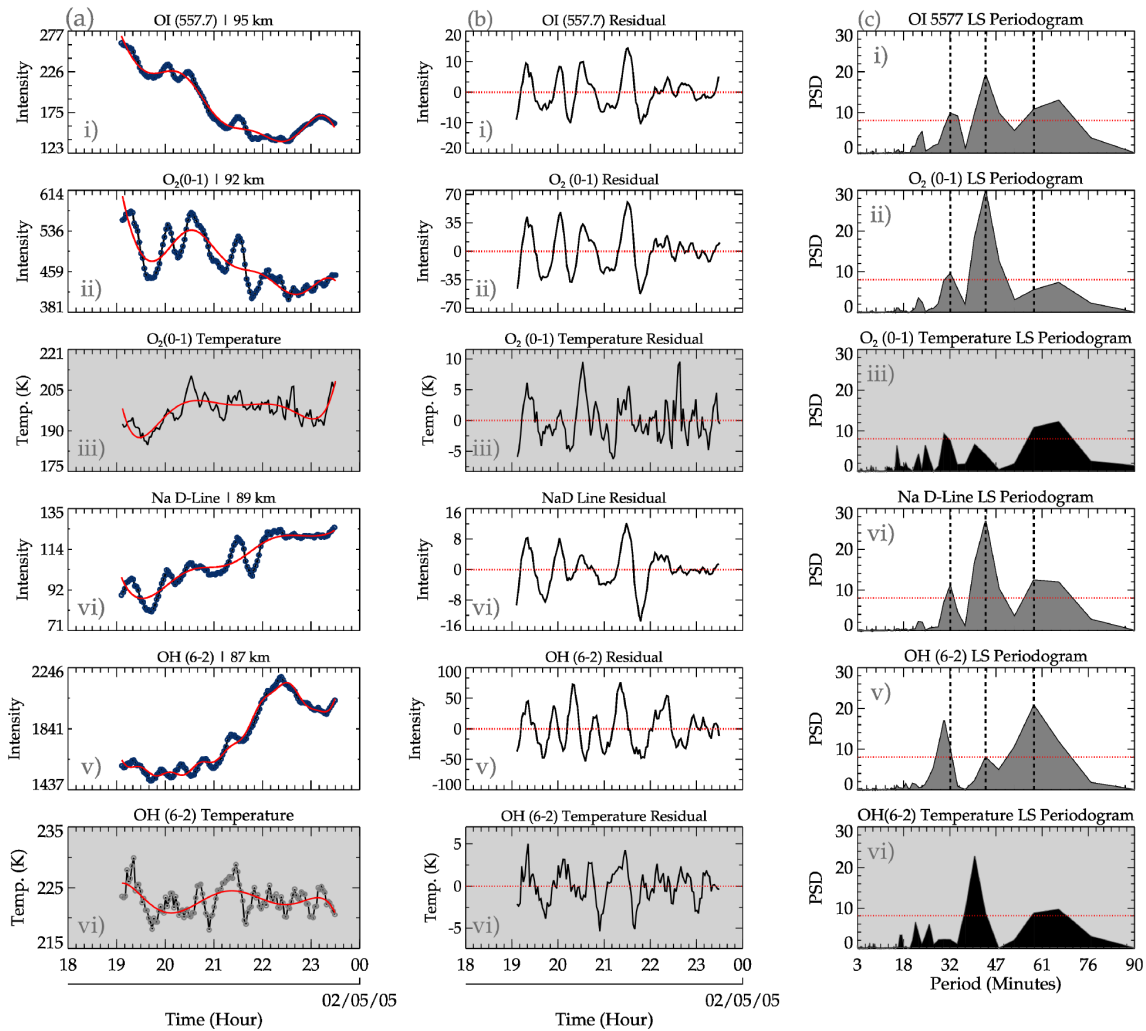 (a)
OI (557.7) | 95 km
277
226
175
123
Intensity
i)
O₂(0-1) | 92 km
614
536
459
381
Intensity
ii)
O₂(0-1) Temperature
221
205
190
175
Temp. (K)
iii)
Na D-Line | 89 km
135
114
92
71
Intensity
vi)
OH (6-2) | 87 km
2246
1841
1437
Intensity
v)
OH (6-2) Temperature
235
225
215
Temp. (K)
vi)
18 19 20 21 22 23
02/05/05
Time (Hour)
(b)
OI (557.7) Residual
20
10
0
-10
-20
Intensity
i)
O₂ (0-1) Residual
70
35
0
-35
-70
Intensity
ii)
O₂ (0-1) Temperature Residual
10
5
0
-5
Temp. (K)
iii)
NaD Line Residual
16
8
0
-8
-16
Intensity
vi)
OH (6-2) Residual
100
75
50
0
-50
-100
Intensity
v)
OH (6-2) Temperature Residual
5
0
-5
Temp. (K)
vi)
18 19 20 21 22 23 00
02/05/05
Time (Hour)
(c)
OI 5577 LS Periodogram
30
20
10
0
PSD
i)
O₂ (0-1) LS Periodogram
30
20
10
0
PSD
ii)
O₂ (0-1) Temperature LS Periodogram
30
20
10
0
PSD
iii)
Na D-Line LS Periodogram
30
20
10
0
PSD
vi)
OH (6-2) LS Periodogram
30
20
10
0
PSD
v)
OH(6-2) Temperature LS Periodogram
30
20
10
0
PSD
vi)
3 18 32 47 61 76 90
Period (Minutes)